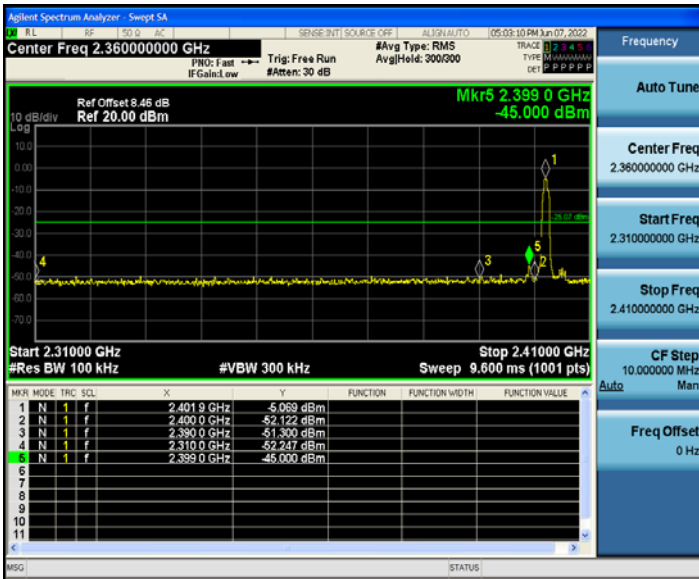 Agilent Spectrum Analyzer - Swept SA
RL RF 50 Ω AC SENSE:INT SOURCE OFF ALIGN AUTO 05:03:10 PM Jun 07, 2022
Center Freq 2.360000000 GHz
PNO: Fast Trig: Free Run
IFGain:Low #Atten: 30 dB
#Avg Type: RMS
Avg|Hold: 300/300
TRACE 1 2 3 4 5 6
TYPE M
DET P P P P P P
Mkr5 2.399 0 GHz
-45.000 dBm
Ref Offset 8.46 dB
10 dB/div Ref 20.00 dBm
Log
10.0
0.00
-10.0
-20.0
-30.0
-40.0
-50.0
-60.0
-70.0
1
5
2
3
4
Start 2.31000 GHz Stop 2.41000 GHz
#Res BW 100 kHz #VBW 300 kHz Sweep 9.600 ms (1001 pts)
MKR MODE TRC SCL X Y FUNCTION FUNCTION WIDTH FUNCTION VALUE
1 N 1 f 2.401 9 GHz -5.069 dBm
2 N 1 f 2.400 0 GHz -52.122 dBm
3 N 1 f 2.390 0 GHz -51.300 dBm
4 N 1 f 2.310 0 GHz -52.247 dBm
5 N 1 f 2.399 0 GHz -45.000 dBm
6
7
8
9
10
11
MSG STATUS
Frequency
Auto Tune
Center Freq
2.360000000 GHz
Start Freq
2.310000000 GHz
Stop Freq
2.410000000 GHz
CF Step
10.000000 MHz
Auto Man
Freq Offset
0 Hz